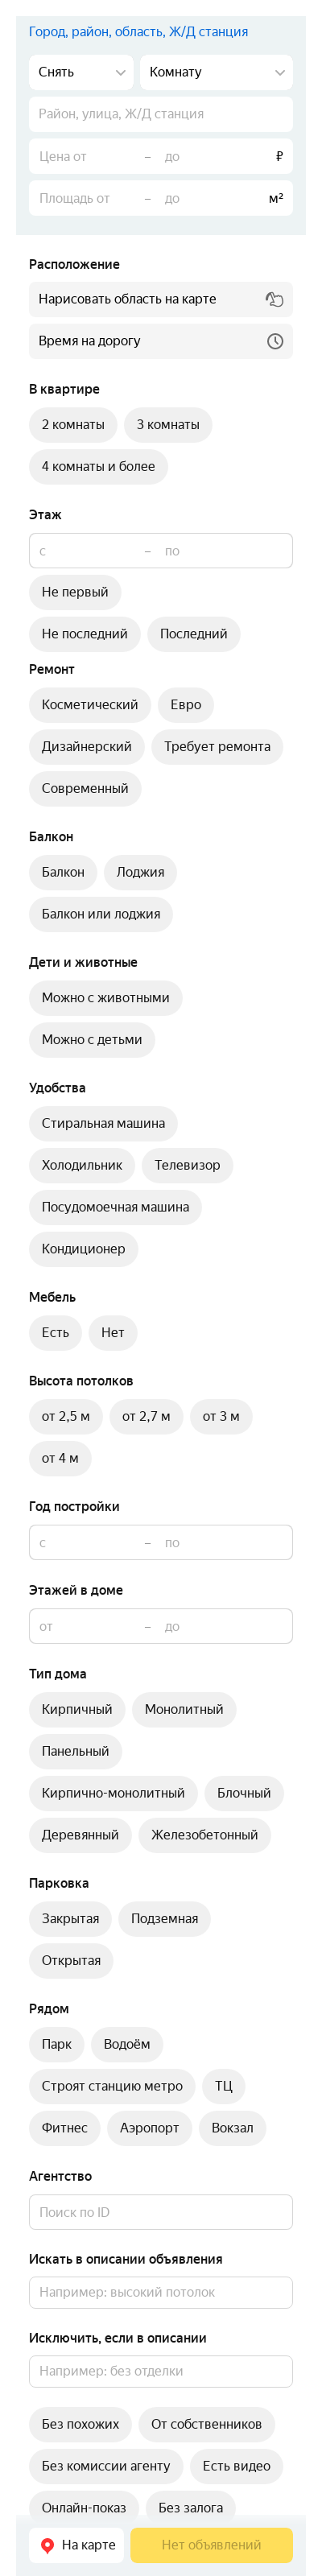 Город, район, область, Ж/Д станция
Снять Комнату
Район, улица, Ж/Д станция
Цена от – до ₽
Площадь от – до м²
Расположение
Нарисовать область на карте
Время на дорогу
В квартире
2 комнаты 3 комнаты
4 комнаты и более
Этаж
с – по
Не первый
Не последний Последний
Ремонт
Косметический Евро
Дизайнерский Требует ремонта
Современный
Балкон
Балкон Лоджия
Балкон или лоджия
Дети и животные
Можно с животными
Можно с детьми
Удобства
Стиральная машина
Холодильник Телевизор
Посудомоечная машина
Кондиционер
Мебель
Есть Нет
Высота потолков
от 2,5 м от 2,7 м от 3 м
от 4 м
Год постройки
с – по
Этажей в доме
от – до
Тип дома
Кирпичный Монолитный
Панельный
Кирпично-монолитный Блочный
Деревянный Железобетонный
Парковка
Закрытая Подземная
Открытая
Рядом
Парк Водоём
Строят станцию метро ТЦ
Фитнес Аэропорт Вокзал
Агентство
Поиск по ID
Искать в описании объявления
Например: высокий потолок
Исключить, если в описании
Например: без отделки
Без похожих От собственников
Без комиссии агенту Есть видео
Онлайн-показ Без залога
На карте Нет объявлений